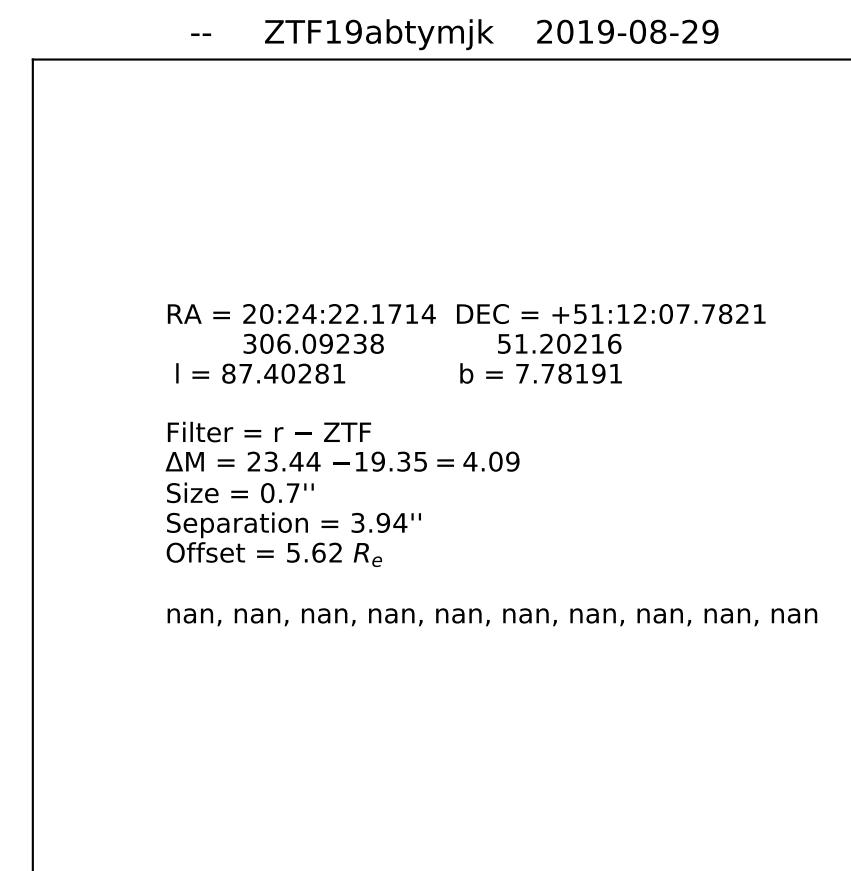 -- ZTF19abtymjk 2019-08-29
RA = 20:24:22.1714 DEC = +51:12:07.7821
306.09238 51.20216
l = 87.40281 b = 7.78191
Filter = r − ZTF
ΔM = 23.44 −19.35 = 4.09
Size = 0.7''
Separation = 3.94''
Offset = 5.62 Rₑ
nan, nan, nan, nan, nan, nan, nan, nan, nan, nan